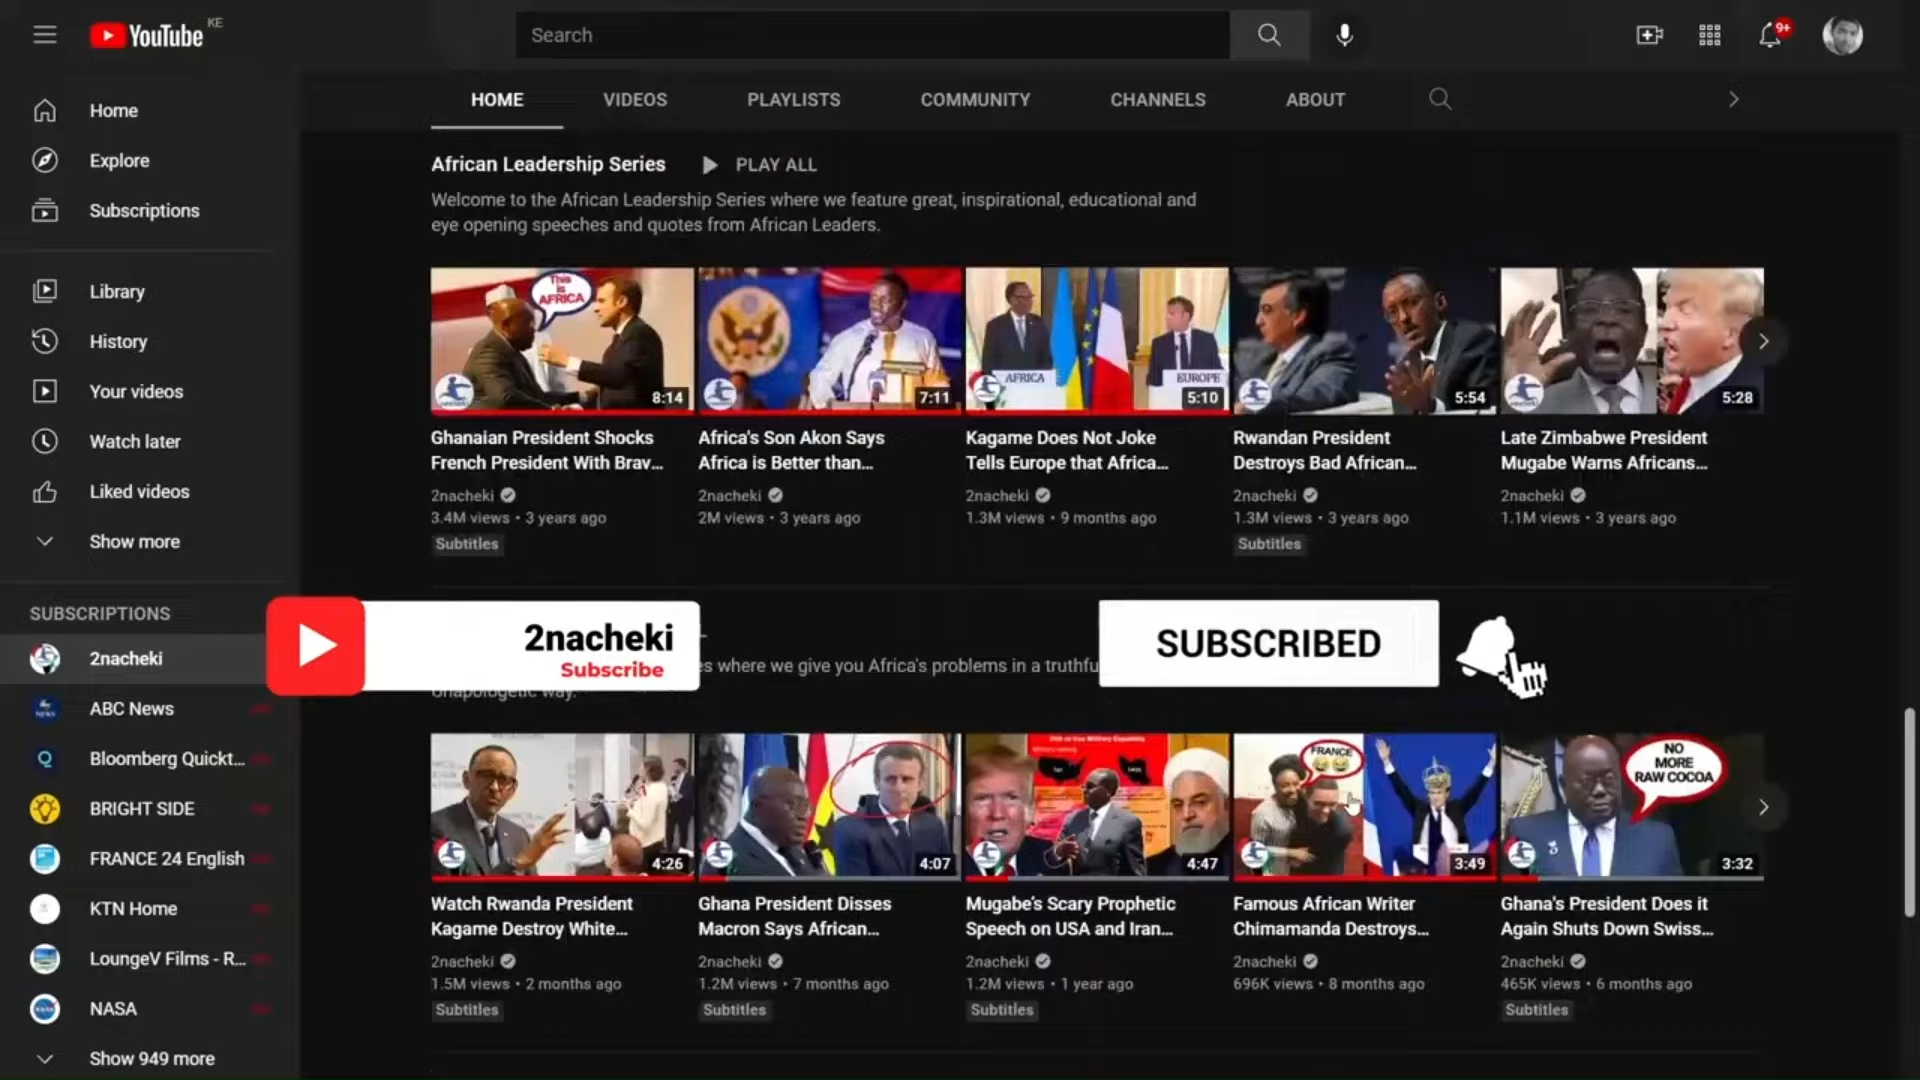 YouTube KE
Search
9+
Home
Explore
Subscriptions
Library
History
Your videos
Watch later
Liked videos
Show more
SUBSCRIPTIONS
2nacheki
ABC News
Bloomberg Quickt...
BRIGHT SIDE
FRANCE 24 English
KTN Home
LoungeV Films - R...
NASA
Show 949 more
HOME VIDEOS PLAYLISTS COMMUNITY CHANNELS ABOUT
African Leadership Series PLAY ALL
Welcome to the African Leadership Series where we feature great, inspirational, educational and
eye opening speeches and quotes from African Leaders.
This
is
AFRICA
8:14
Ghanaian President Shocks
French President With Brav...
2nacheki
3.4M views • 3 years ago
Subtitles
7:11
Africa's Son Akon Says
Africa is Better than...
2nacheki
2M views • 3 years ago
AFRICA
EUROPE
5:10
Kagame Does Not Joke
Tells Europe that Africa...
2nacheki
1.3M views • 9 months ago
5:54
Rwandan President
Destroys Bad African...
2nacheki
1.3M views • 3 years ago
Subtitles
5:28
Late Zimbabwe President
Mugabe Warns Africans...
2nacheki
1.1M views • 3 years ago
2nacheki
Subscribe
SUBSCRIBED
where we give you Africa's problems in a truthfu
Unapologetic way.
4:26
Watch Rwanda President
Kagame Destroy White...
2nacheki
1.5M views • 2 months ago
Subtitles
4:07
Ghana President Disses
Macron Says African...
2nacheki
1.2M views • 7 months ago
Subtitles
4:47
Mugabe's Scary Prophetic
Speech on USA and Iran...
2nacheki
1.2M views • 1 year ago
Subtitles
FRANCE
3:49
Famous African Writer
Chimamanda Destroys...
2nacheki
696K views • 8 months ago
NO
MORE
RAW COCOA
3:32
Ghana's President Does it
Again Shuts Down Swiss...
2nacheki
465K views • 6 months ago
Subtitles